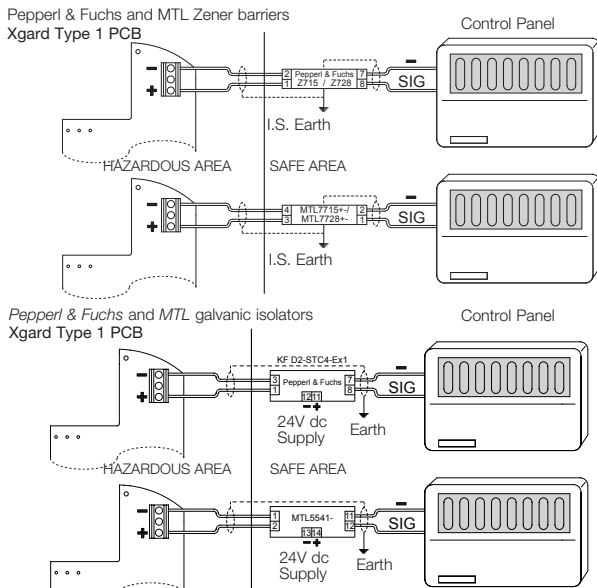 Pepperl & Fuchs and MTL Zener barriers
Xgard Type 1 PCB
Control Panel
−
+
2 Pepperl & Fuchs 7
1 Z715 / Z728 8
−
SIG
I.S. Earth
HAZARDOUS AREA
SAFE AREA
−
+
4 MTL7715+-/ 2
3 MTL7728+- 1
−
SIG
I.S. Earth
Pepperl & Fuchs and MTL galvanic isolators
Xgard Type 1 PCB
Control Panel
KF D2-STC4-Ex1
−
+
3 Pepperl & Fuchs 7
1 8
12 11
− +
−
SIG
24V dc
Supply
Earth
HAZARDOUS AREA
SAFE AREA
−
+
1 MTL5541- 11
2 12
13 14
− +
−
SIG
24V dc
Supply
Earth